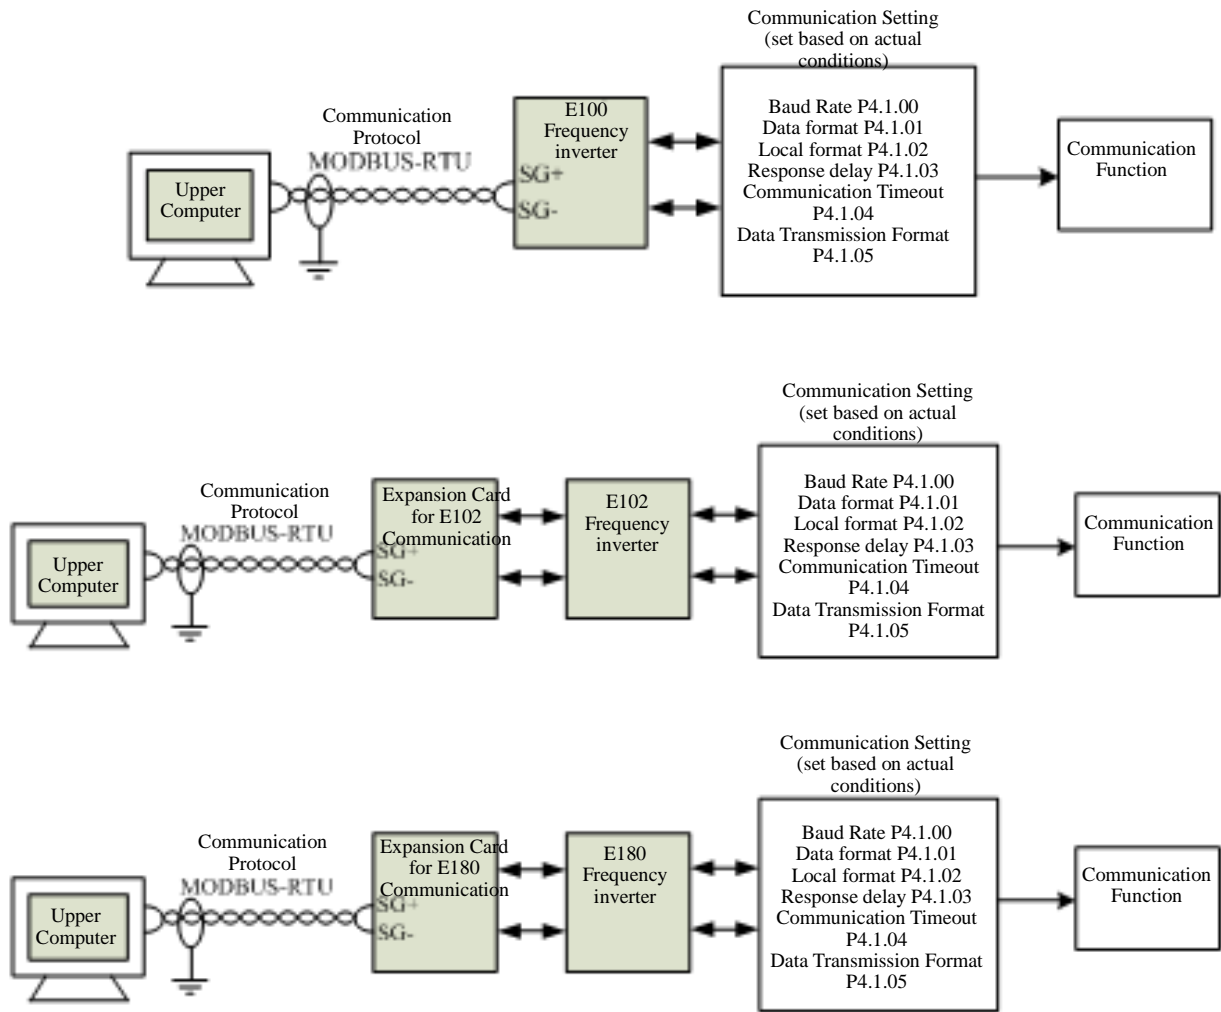 Communication Setting
(set based on actual
conditions)
Communication
Protocol
MODBUS-RTU
Upper
Computer
E100
Frequency
inverter
SG+
SG-
Baud Rate P4.1.00
Data format P4.1.01
Local format P4.1.02
Response delay P4.1.03
Communication Timeout
P4.1.04
Data Transmission Format
P4.1.05
Communication
Function
Communication Setting
(set based on actual
conditions)
Communication
Protocol
MODBUS-RTU
Upper
Computer
Expansion Card
for E102
Communication
SG+
SG-
E102
Frequency
inverter
Baud Rate P4.1.00
Data format P4.1.01
Local format P4.1.02
Response delay P4.1.03
Communication Timeout
P4.1.04
Data Transmission Format
P4.1.05
Communication
Function
Communication Setting
(set based on actual
conditions)
Communication
Protocol
MODBUS-RTU
Upper
Computer
Expansion Card
for E180
Communication
SG+
SG-
E180
Frequency
inverter
Baud Rate P4.1.00
Data format P4.1.01
Local format P4.1.02
Response delay P4.1.03
Communication Timeout
P4.1.04
Data Transmission Format
P4.1.05
Communication
Function